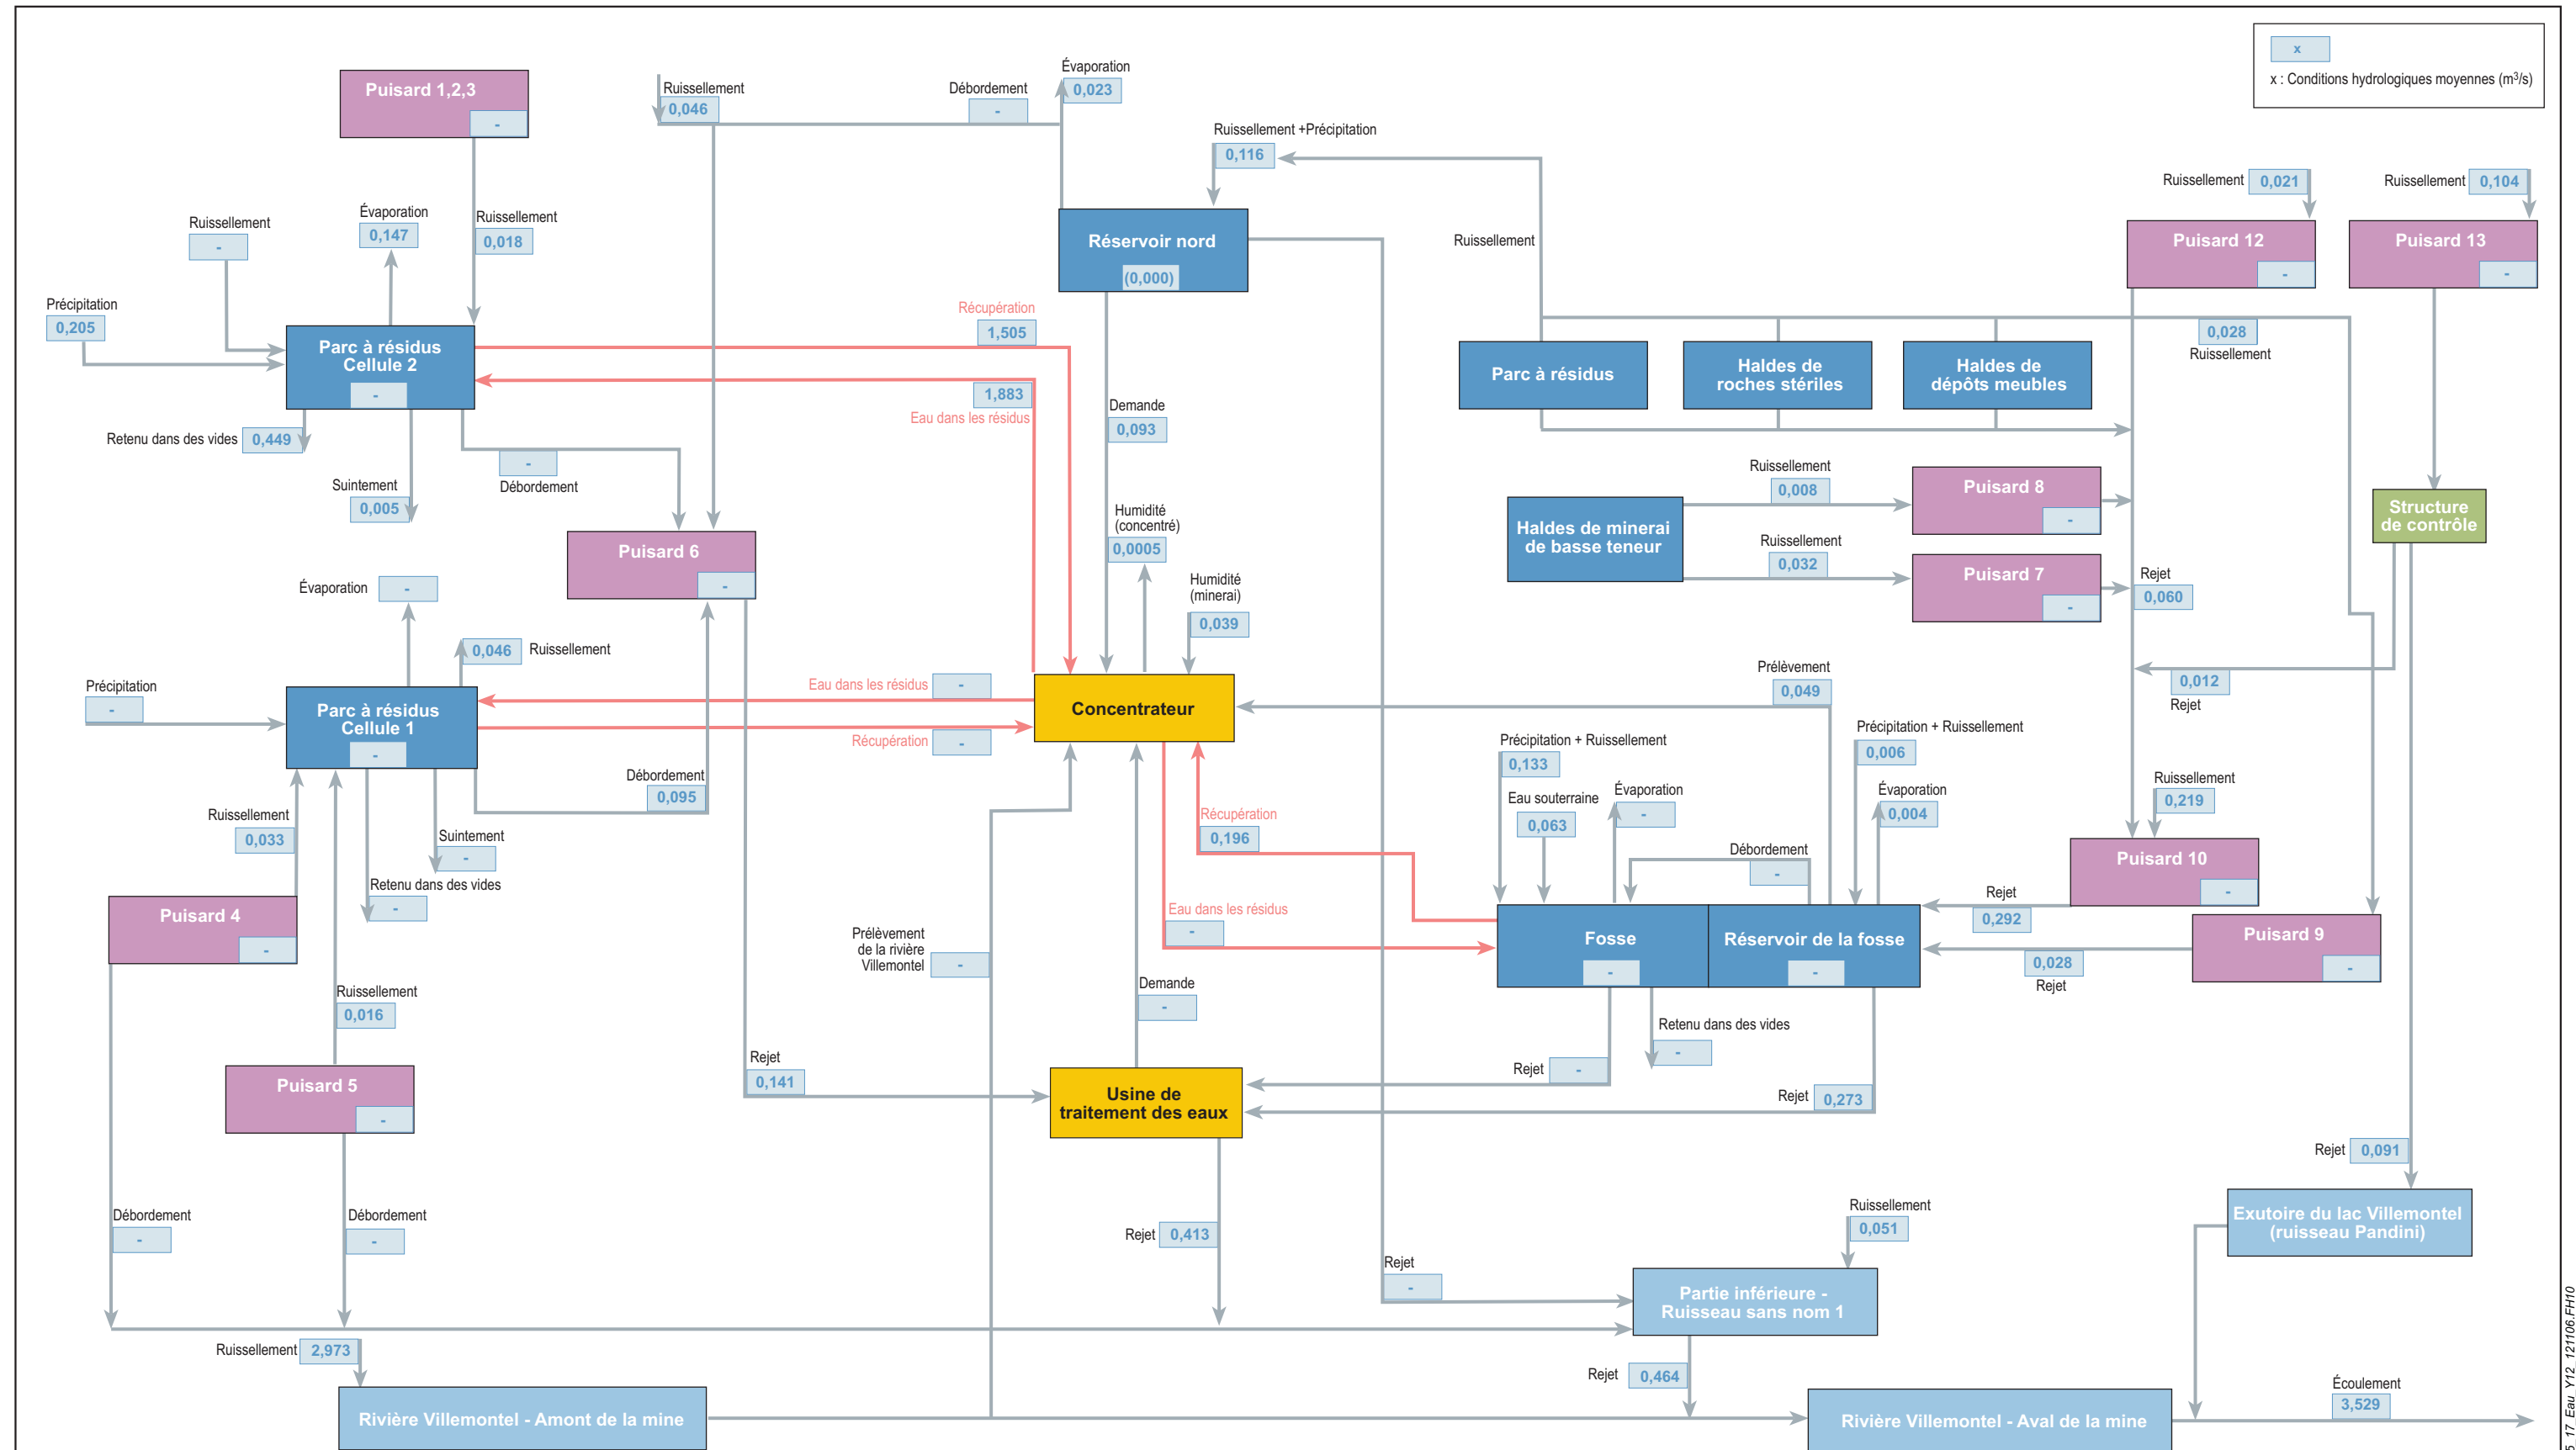 x
x : Conditions hydrologiques moyennes (m³/s)
Puisard 1,2,3
-
Ruissellement
0,046
Débordement
-
Évaporation
0,023
Ruissellement +Précipitation
0,116
Ruissellement
0,021
Ruissellement
0,104
Ruissellement
-
Évaporation
0,147
Ruissellement
0,018
Réservoir nord
(0,000)
Ruissellement
Puisard 12
-
Puisard 13
-
Précipitation
0,205
Parc à résidus
Cellule 2
-
Récupération
1,505
1,883
Eau dans les résidus
0,028
Ruissellement
Parc à résidus
Haldes de
roches stériles
Haldes de
dépôts meubles
Demande
0,093
Retenu dans des vides
0,449
Suintement
0,005
-
Débordement
Ruissellement
0,008
Puisard 8
-
Haldes de minerai
de basse teneur
Ruissellement
0,032
Puisard 7
-
Structure
de contrôle
Humidité
(concentré)
0,0005
Humidité
(minerai)
0,039
Puisard 6
-
Rejet
0,060
Évaporation
-
0,046
Ruissellement
Précipitation
-
Parc à résidus
Cellule 1
-
Eau dans les résidus
-
Récupération
-
Concentrateur
Prélèvement
0,049
0,012
Rejet
Débordement
0,095
Précipitation + Ruissellement
0,133
Eau souterraine
0,063
Évaporation
-
Précipitation + Ruissellement
0,006
Évaporation
0,004
Ruissellement
0,219
Ruissellement
0,033
Suintement
-
Retenu dans des vides
-
Récupération
0,196
Débordement
-
Puisard 10
-
Rejet
0,292
Puisard 4
-
Eau dans les résidus
-
Fosse
-
Réservoir de la fosse
-
Puisard 9
-
0,028
Rejet
Prélèvement
de la rivière
Villemontel
-
Ruissellement
0,016
Demande
-
Retenu dans des vides
-
Puisard 5
-
Rejet
0,141
Usine de
traitement des eaux
Rejet
-
Rejet
0,273
Rejet
0,091
Débordement
-
Débordement
-
Rejet
0,413
Rejet
-
Ruissellement
0,051
Exutoire du lac Villemontel
(ruisseau Pandini)
Partie inférieure -
Ruisseau sans nom 1
Ruissellement
2,973
Rejet
0,464
Écoulement
3,529
Rivière Villemontel - Amont de la mine
Rivière Villemontel - Aval de la mine
17_Eau_Y12_121106.FH10